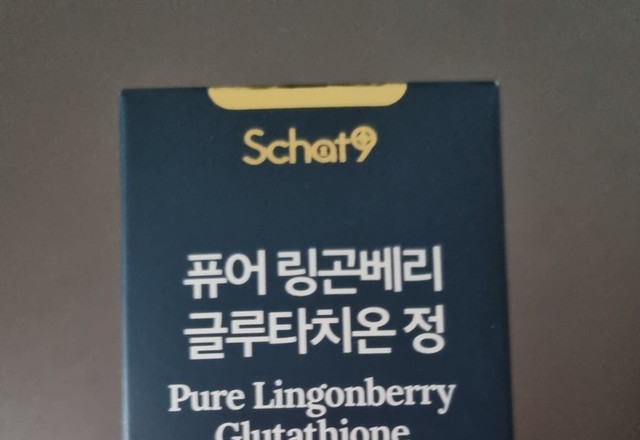 Schat9
퓨어 링곤베리
글루타치온 정
Pure Lingonberry
Glutathione